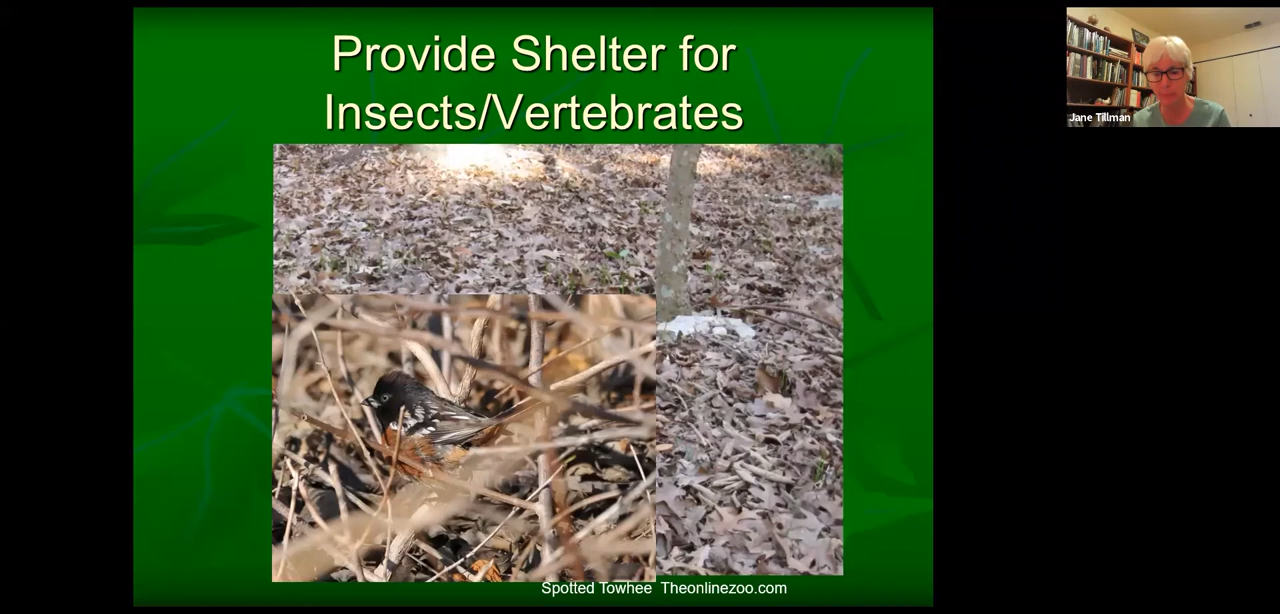 Provide Shelter for
Insects/Vertebrates
Jane Tillman
Spotted Towhee  Theonlinezoo.com